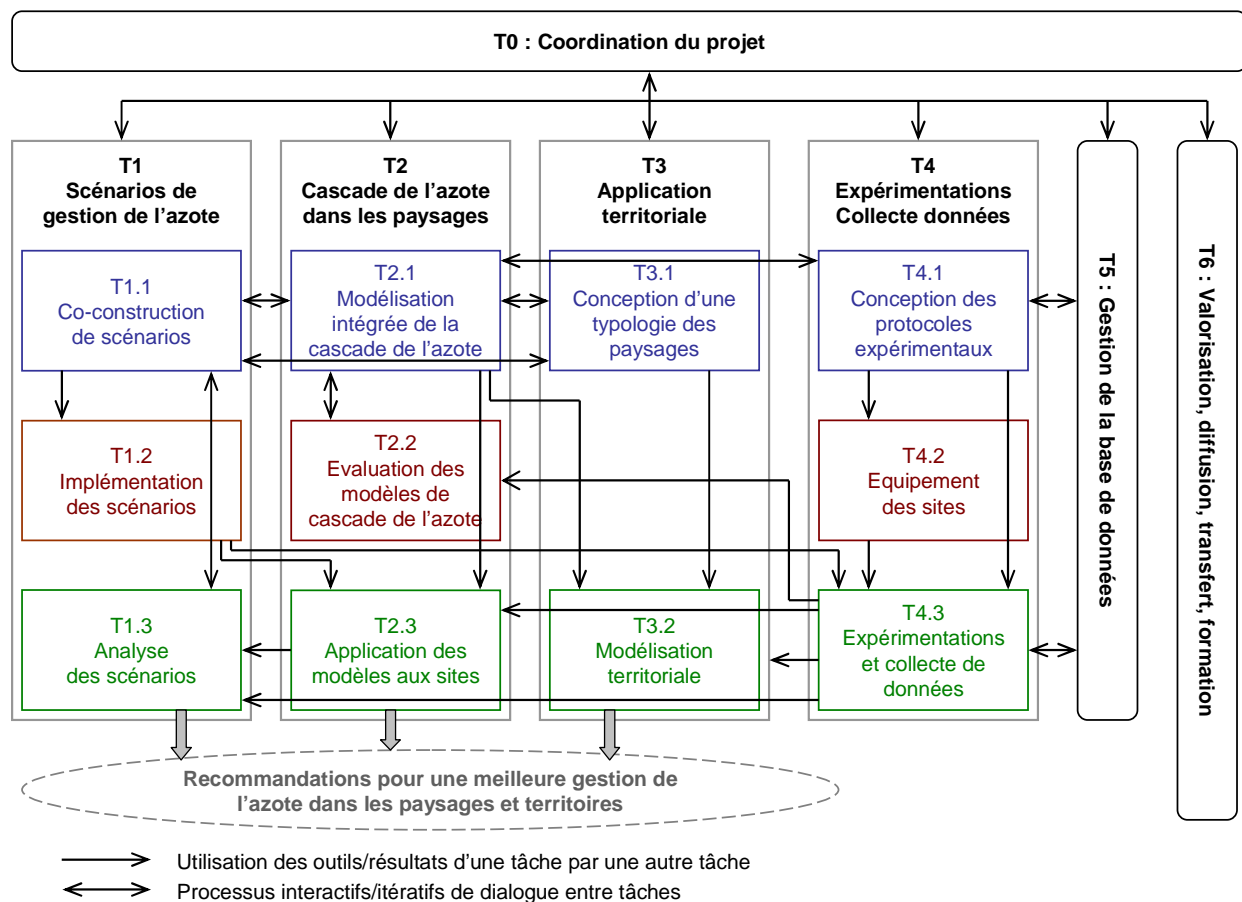 T0 : Coordination du projet
T1
Scénarios de
gestion de l’azote
T2
Cascade de l’azote
dans les paysages
T3
Application
territoriale
T4
Expérimentations
Collecte données
T1.1
Co-construction
de scénarios
T2.1
Modélisation
intégrée de la
cascade de l’azote
T3.1
Conception d’une
typologie des
paysages
T4.1
Conception des
protocoles
expérimentaux
T1.2
Implémentation
des scénarios
T2.2
Evaluation des
modèles de
cascade de l’azote
T4.2
Equipement
des sites
T1.3
Analyse
des scénarios
T2.3
Application des
modèles aux sites
T3.2
Modélisation
territoriale
T4.3
Expérimentations
et collecte de
données
T5 : Gestion de la base de données
T6 : Valorisation, diffusion, transfert, formation
Recommandations pour une meilleure gestion de
l’azote dans les paysages et territoires
Utilisation des outils/résultats d’une tâche par une autre tâche
Processus interactifs/itératifs de dialogue entre tâches